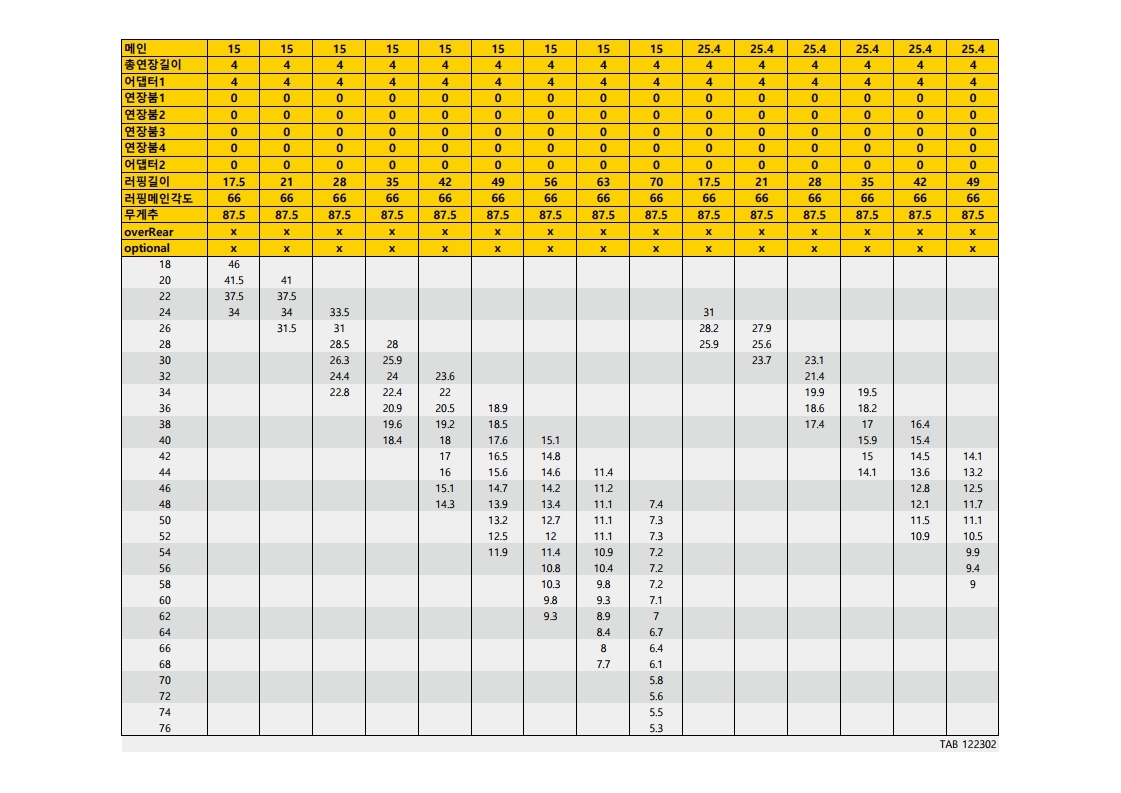 메인 15 15 15 15 15 15 15 15 15 25.4 25.4 25.4 25.4 25.4 25.4
총연장길이 4 4 4 4 4 4 4 4 4 4 4 4 4 4 4
어댑터1 4 4 4 4 4 4 4 4 4 4 4 4 4 4 4
연장붐1 0 0 0 0 0 0 0 0 0 0 0 0 0 0 0
연장붐2 0 0 0 0 0 0 0 0 0 0 0 0 0 0 0
연장붐3 0 0 0 0 0 0 0 0 0 0 0 0 0 0 0
연장붐4 0 0 0 0 0 0 0 0 0 0 0 0 0 0 0
어댑터2 0 0 0 0 0 0 0 0 0 0 0 0 0 0 0
러핑길이 17.5 21 28 35 42 49 56 63 70 17.5 21 28 35 42 49
러핑메인각도 66 66 66 66 66 66 66 66 66 66 66 66 66 66 66
무게추 87.5 87.5 87.5 87.5 87.5 87.5 87.5 87.5 87.5 87.5 87.5 87.5 87.5 87.5 87.5
overRear x x x x x x x x x x x x x x x
optional x x x x x x x x x x x x x x x
18 46
20 41.5 41
22 37.5 37.5
24 34 34 33.5 31
26 31.5 31 28.2 27.9
28 28.5 28 25.9 25.6
30 26.3 25.9 23.7 23.1
32 24.4 24 23.6 21.4
34 22.8 22.4 22 19.9 19.5
36 20.9 20.5 18.9 18.6 18.2
38 19.6 19.2 18.5 17.4 17 16.4
40 18.4 18 17.6 15.1 15.9 15.4
42 17 16.5 14.8 15 14.5 14.1
44 16 15.6 14.6 11.4 14.1 13.6 13.2
46 15.1 14.7 14.2 11.2 12.8 12.5
48 14.3 13.9 13.4 11.1 7.4 12.1 11.7
50 13.2 12.7 11.1 7.3 11.5 11.1
52 12.5 12 11.1 7.3 10.9 10.5
54 11.9 11.4 10.9 7.2 9.9
56 10.8 10.4 7.2 9.4
58 10.3 9.8 7.2 9
60 9.8 9.3 7.1
62 9.3 8.9 7
64 8.4 6.7
66 8 6.4
68 7.7 6.1
70 5.8
72 5.6
74 5.5
76 5.3
TAB 122302